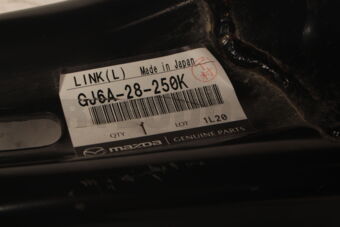 LINK(L) Made in Japan
GJ6A-28-250K
QTY 1 LOT 1L20
mazda GENUINE PARTS